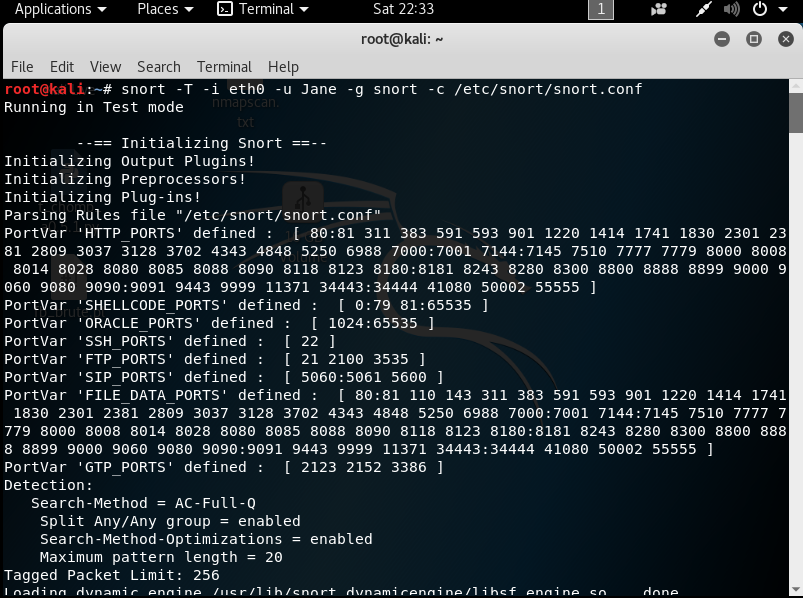 Applications Places Terminal Sat 22:33 1
root@kali: ~
File Edit View Search Terminal Help
root@kali:~# snort -T -i eth0 -u Jane -g snort -c /etc/snort/snort.conf
Running in Test mode
nmapscan.
txt
--== Initializing Snort ==--
Initializing Output Plugins!
Initializing Preprocessors!
Initializing Plug-ins!
Parsing Rules file "/etc/snort/snort.conf"
PortVar 'HTTP_PORTS' defined :  [ 80:81 311 383 591 593 901 1220 1414 1741 1830 2301 23
81 2809 3037 3128 3702 4343 4848 5250 6988 7000:7001 7144:7145 7510 7777 7779 8000 8008
8014 8028 8080 8085 8088 8090 8118 8123 8180:8181 8243 8280 8300 8800 8888 8899 9000 9
060 9080 9090:9091 9443 9999 11371 34443:34444 41080 50002 55555 ]
PortVar 'SHELLCODE_PORTS' defined :  [ 0:79 81:65535 ]
PortVar 'ORACLE_PORTS' defined :  [ 1024:65535 ]
PortVar 'SSH_PORTS' defined :  [ 22 ]
PortVar 'FTP_PORTS' defined :  [ 21 2100 3535 ]
PortVar 'SIP_PORTS' defined :  [ 5060:5061 5600 ]
PortVar 'FILE_DATA_PORTS' defined :  [ 80:81 110 143 311 383 591 593 901 1220 1414 1741
1830 2301 2381 2809 3037 3128 3702 4343 4848 5250 6988 7000:7001 7144:7145 7510 7777 7
779 8000 8008 8014 8028 8080 8085 8088 8090 8118 8123 8180:8181 8243 8280 8300 8800 888
8 8899 9000 9060 9080 9090:9091 9443 9999 11371 34443:34444 41080 50002 55555 ]
PortVar 'GTP_PORTS' defined :  [ 2123 2152 3386 ]
Detection:
Search-Method = AC-Full-Q
Split Any/Any group = enabled
Search-Method-Optimizations = enabled
Maximum pattern length = 20
Tagged Packet Limit: 256
Loading dynamic engine /usr/lib/snort_dynamicengine/libsf_engine.so... done